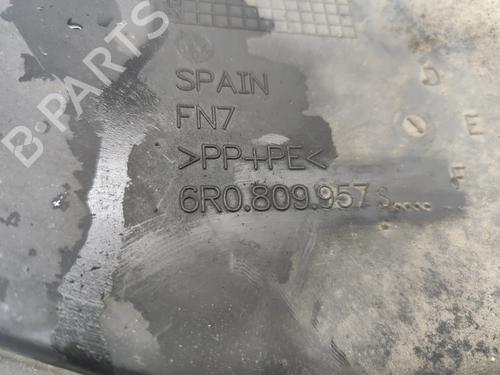 SPAIN
FN7
>PP+PE<
6R0.809.957
D
E
F
B-PARTS